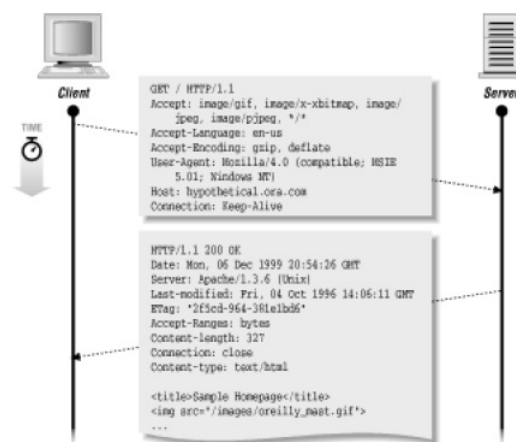 Client
Server
TIME
GET / HTTP/1.1
Accept: image/gif, image/x-xbitmap, image/
jpeg, image/pjpeg, */*
Accept-Language: en-us
Accept-Encoding: gzip, deflate
User-Agent: Mozilla/4.0 (compatible; MSIE
5.01; Windows NT)
Host: hypothetical.ora.com
Connection: Keep-Alive
HTTP/1.1 200 OK
Date: Mon, 06 Dec 1999 20:54:26 GMT
Server: Apache/1.3.6 (Unix)
Last-modified: Fri, 04 Oct 1996 14:06:11 GMT
ETag: "2f5cd-964-381e1bd6"
Accept-Ranges: bytes
Content-length: 327
Connection: close
Content-type: text/html
<title>Sample Homepage</title>
<img src="/images/oreilly_mast.gif">
...